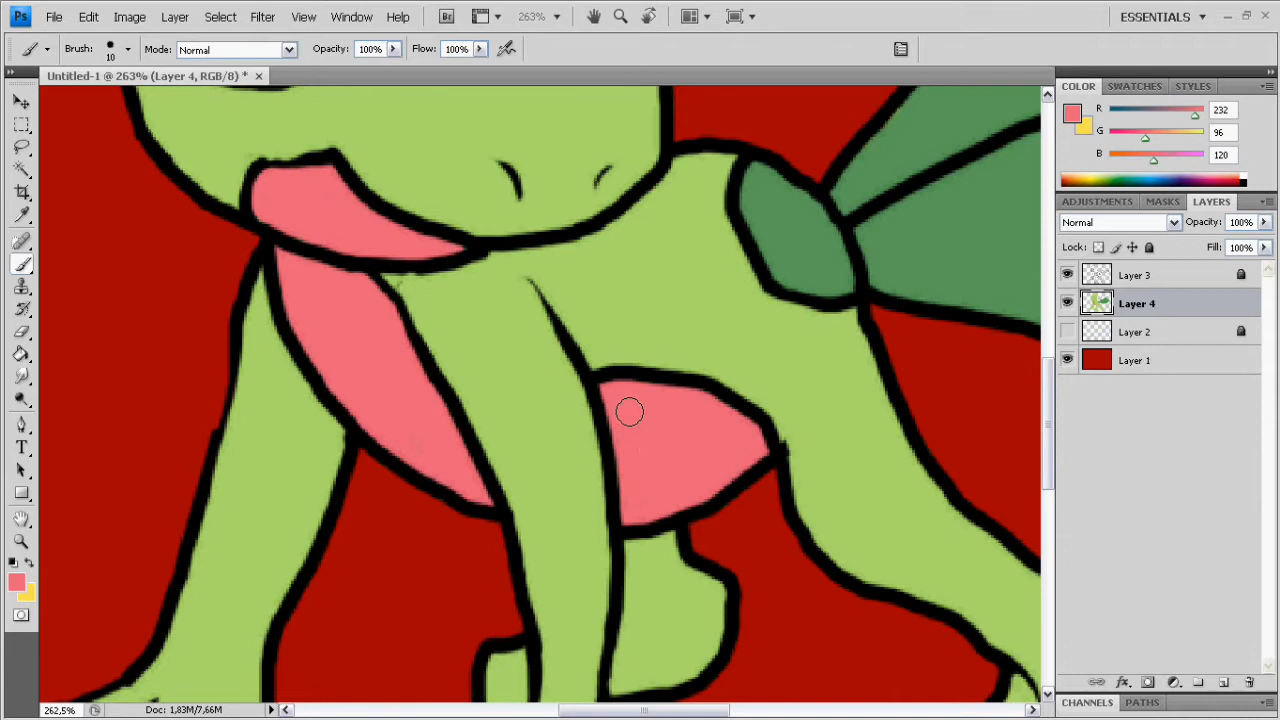 Ps File Edit Image Layer Select Filter View Window Help Br 263% ESSENTIALS
Brush: 10 Mode: Normal Opacity: 100% Flow: 100%
Untitled-1 @ 263% (Layer 4, RGB/8) *
COLOR SWATCHES STYLES
R 232
G 96
B 120
ADJUSTMENTS MASKS LAYERS
Normal Opacity: 100%
Lock: Fill: 100%
Layer 3
Layer 4
Layer 2
Layer 1
T
262,5% Doc: 1,83M/7,66M
CHANNELS PATHS